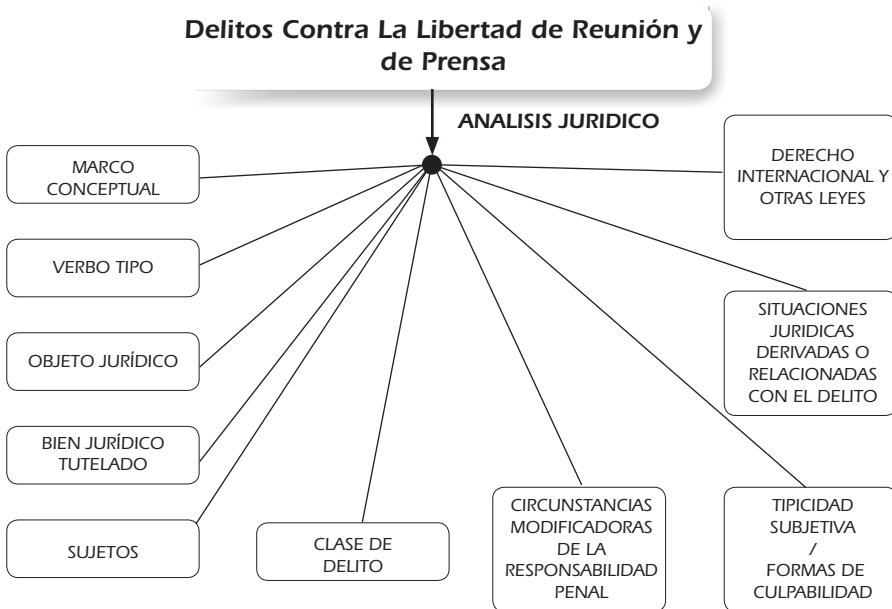 Delitos Contra La Libertad de Reunión y
de Prensa
ANALISIS JURIDICO
MARCO
CONCEPTUAL
VERBO TIPO
OBJETO JURÍDICO
BIEN JURÍDICO
TUTELADO
SUJETOS
CLASE DE
DELITO
CIRCUNSTANCIAS
MODIFICADORAS
DE LA
RESPONSABILIDAD
PENAL
TIPICIDAD
SUBJETIVA
/
FORMAS DE
CULPABILIDAD
SITUACIONES
JURIDICAS
DERIVADAS O
RELACIONADAS
CON EL DELITO
DERECHO
INTERNACIONAL Y
OTRAS LEYES